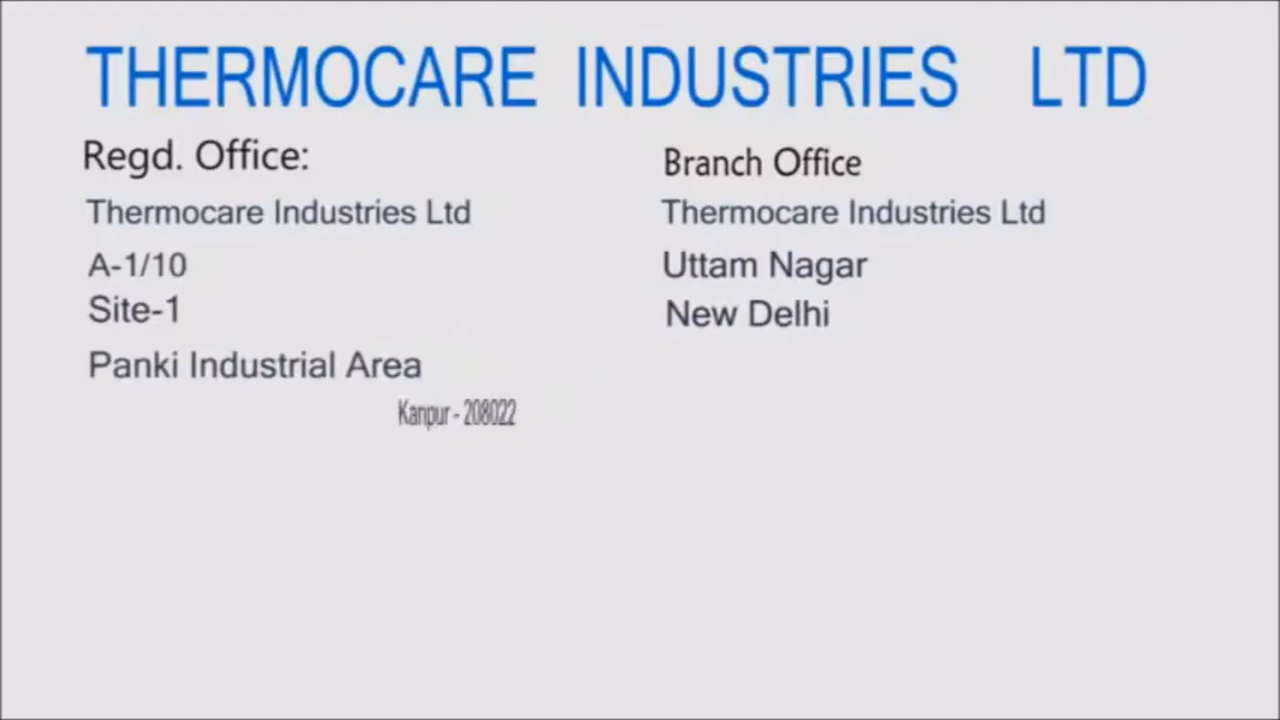 THERMOCARE INDUSTRIES LTD
Regd. Office:
Thermocare Industries Ltd
A-1/10
Site-1
Panki Industrial Area
Kanpur - 208022
Branch Office
Thermocare Industries Ltd
Uttam Nagar
New Delhi